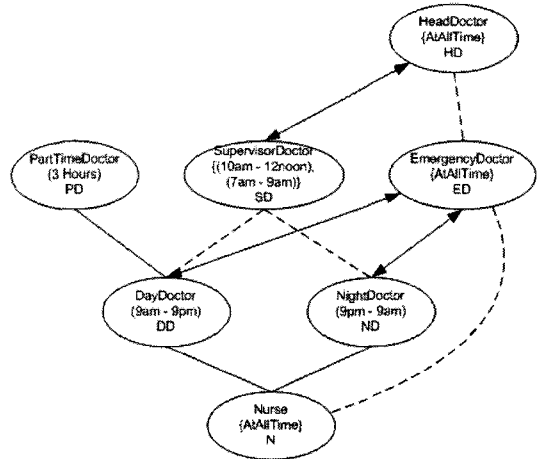 HeadDoctor
{AtAllTime}
HD
PartTimeDoctor
(3 Hours)
PD
SupervisorDoctor
{(10am - 12noon),
(7am - 9am)}
SD
EmergencyDoctor
{AtAllTime}
ED
DayDoctor
(9am - 9pm)
DD
NightDoctor
(9pm - 9am)
ND
Nurse
{AtAllTime}
N